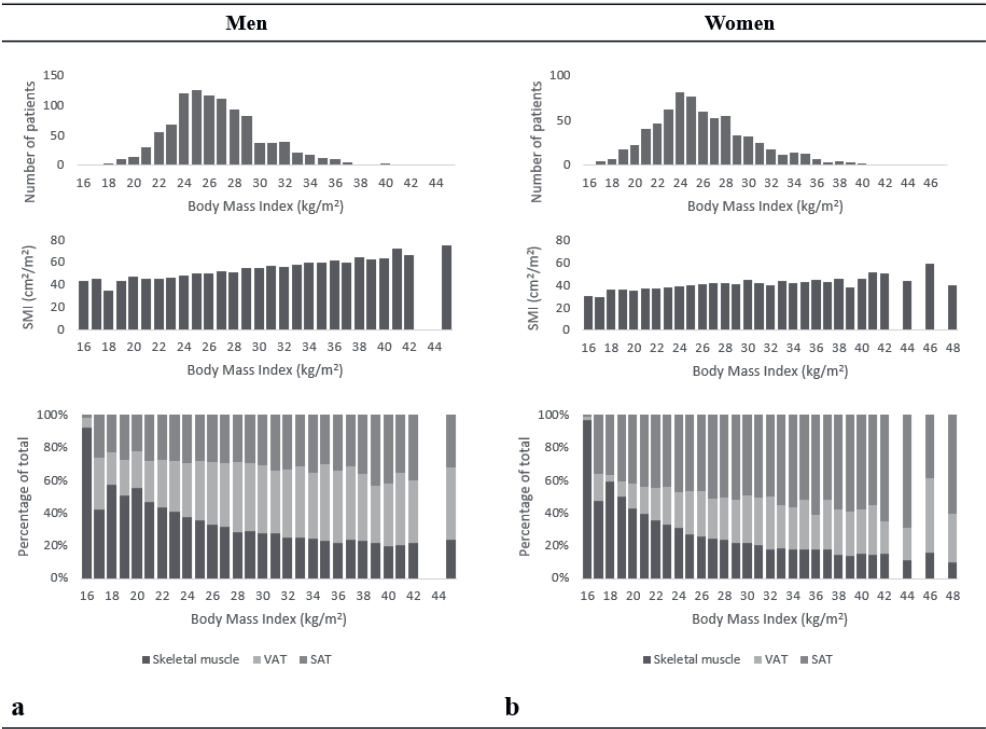 Men
Women
Number of patients
150
100
50
0
16 18 20 22 24 26 28 30 32 34 36 38 40 42 44
Body Mass Index (kg/m²)
Number of patients
100
50
0
16 18 20 22 24 26 28 30 32 34 36 38 40 42 44 46
Body Mass Index (kg/m²)
SMI (cm²/m²)
80
60
40
20
0
16 18 20 22 24 26 28 30 32 34 36 38 40 42 44
Body Mass Index (kg/m²)
SMI (cm²/m²)
80
60
40
20
0
16 18 20 22 24 26 28 30 32 34 36 38 40 42 44 46 48
Body Mass Index (kg/m²)
Percentage of total
100%
80%
60%
40%
20%
0%
16 18 20 22 24 26 28 30 32 34 36 38 40 42 44
Body Mass Index (kg/m²)
Skeletal muscle VAT SAT
Percentage of total
100%
80%
60%
40%
20%
0%
16 18 20 22 24 26 28 30 32 34 36 38 40 42 44 46 48
Body Mass Index (kg/m²)
Skeletal muscle VAT SAT
a
b